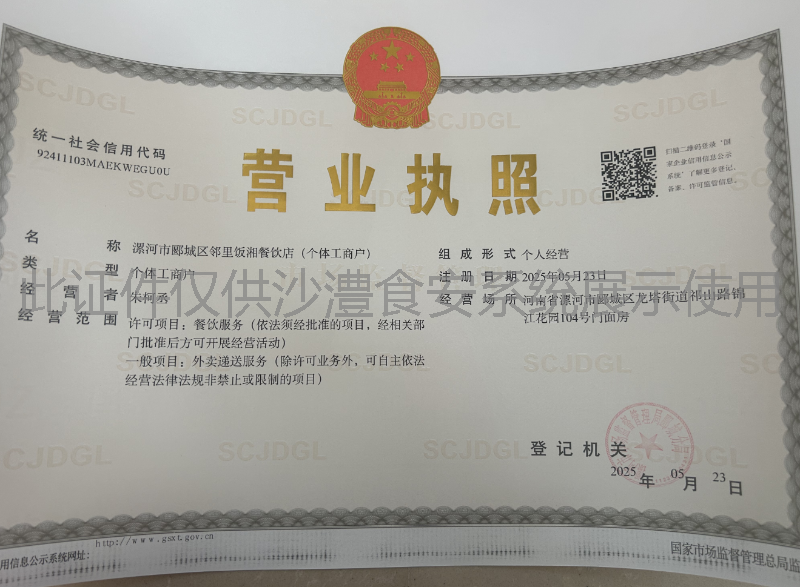 统一社会信用代码
92411103MAEKWEGU0U
营业执照
扫描二维码登录‘国
家企业信用信息公示
系统’了解更多登记、
备案、许可监管信息。
名称 漯河市郾城区邻里饭湘餐饮店（个体工商户）
类型 个体工商户
经营者 朱柯丞
经营范围 许可项目：餐饮服务（依法须经批准的项目，经相关部
门批准后方可开展经营活动）
一般项目：外卖递送服务（除许可业务外，可自主依法
经营法律法规非禁止或限制的项目）
组成形式 个人经营
注册日期 2025年05月23日
经营场所 河南省漯河市郾城区龙塔街道祁山路锦
江花园104号门面房
此证件仅供沙澧食安系统展示使用
登记机关
2025年05月23日
http://www.gsxt.gov.cn
用信息公示系统网址：
国家市场监督管理总局监
SCJDGL